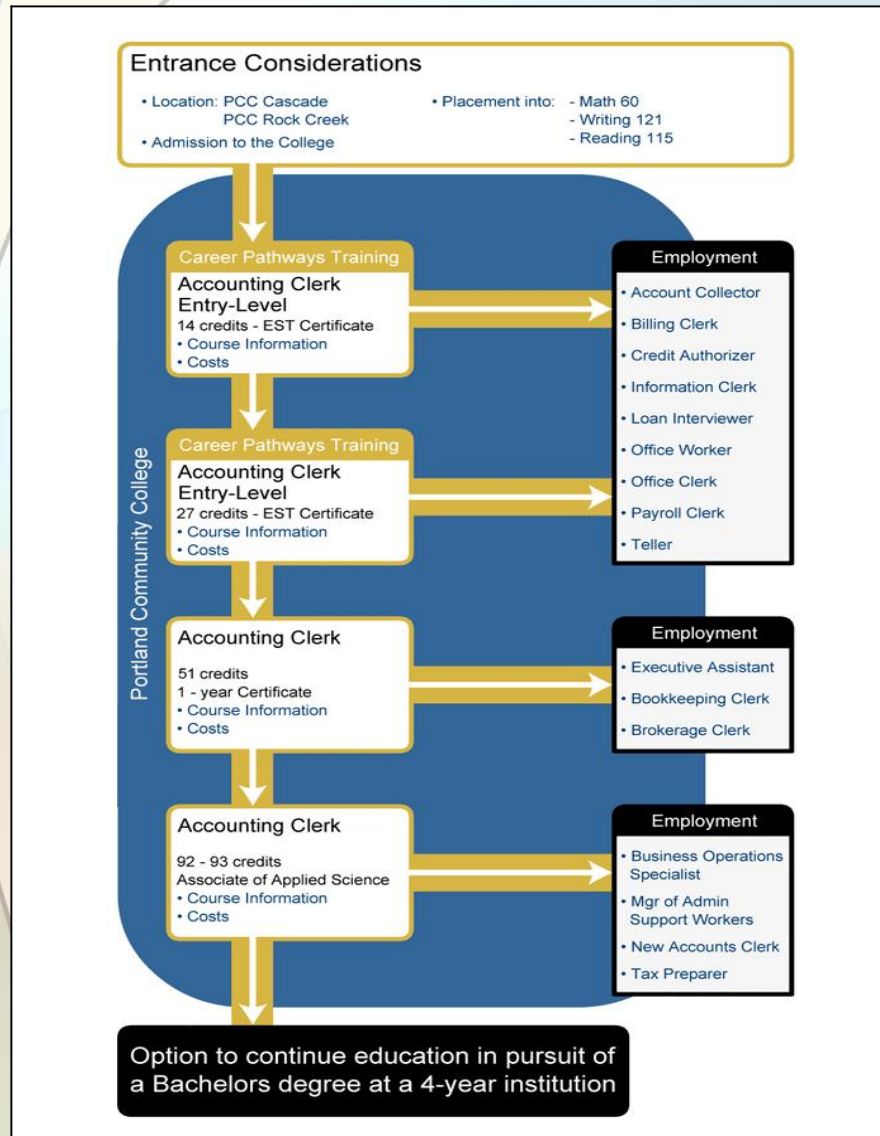 Entrance Considerations
• Location: PCC Cascade
PCC Rock Creek
• Admission to the College
• Placement into: - Math 60
- Writing 121
- Reading 115
Portland Community College
Career Pathways Training
Accounting Clerk
Entry-Level
14 credits - EST Certificate
• Course Information
• Costs
Employment
• Account Collector
• Billing Clerk
• Credit Authorizer
• Information Clerk
• Loan Interviewer
• Office Worker
• Office Clerk
• Payroll Clerk
• Teller
Career Pathways Training
Accounting Clerk
Entry-Level
27 credits - EST Certificate
• Course Information
• Costs
Accounting Clerk
51 credits
1 - year Certificate
• Course Information
• Costs
Employment
• Executive Assistant
• Bookkeeping Clerk
• Brokerage Clerk
Accounting Clerk
92 - 93 credits
Associate of Applied Science
• Course Information
• Costs
Employment
• Business Operations
Specialist
• Mgr of Admin
Support Workers
• New Accounts Clerk
• Tax Preparer
Option to continue education in pursuit of
a Bachelors degree at a 4-year institution